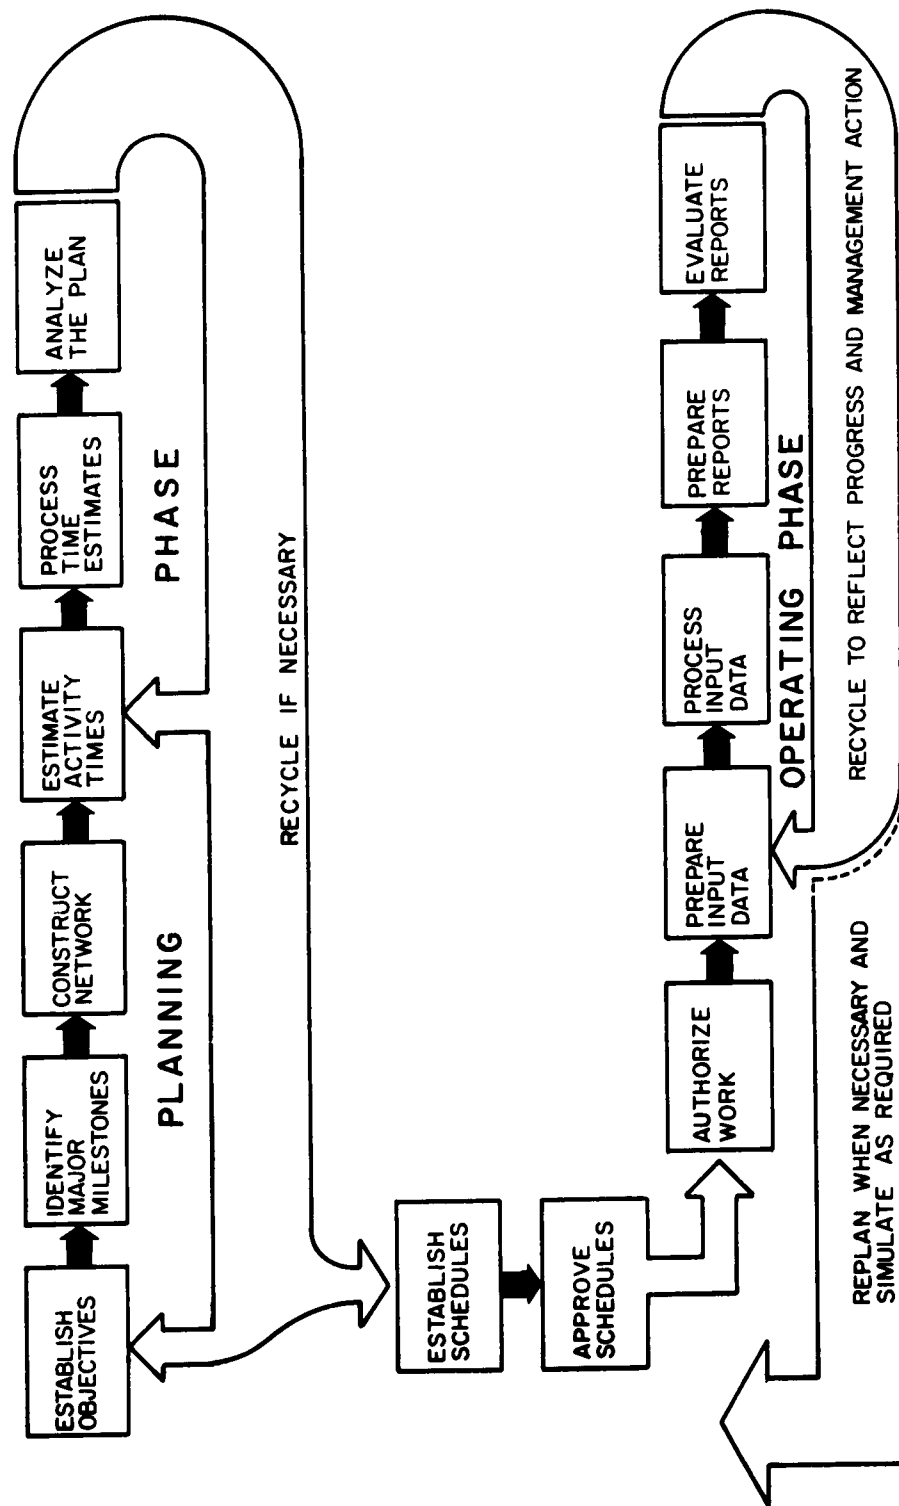 ESTABLISH
OBJECTIVES
IDENTIFY
MAJOR
MILESTONES
CONSTRUCT
NETWORK
ESTIMATE
ACTIVITY
TIMES
PROCESS
TIME
ESTIMATES
ANALYZE
THE PLAN
PLANNING PHASE
RECYCLE IF NECESSARY
ESTABLISH
SCHEDULES
APPROVE
SCHEDULES
AUTHORIZE
WORK
PREPARE
INPUT
DATA
PROCESS
INPUT
DATA
PREPARE
REPORTS
EVALUATE
REPORTS
OPERATING PHASE
RECYCLE TO REFLECT PROGRESS AND MANAGEMENT ACTION
REPLAN WHEN NECESSARY AND
SIMULATE AS REQUIRED